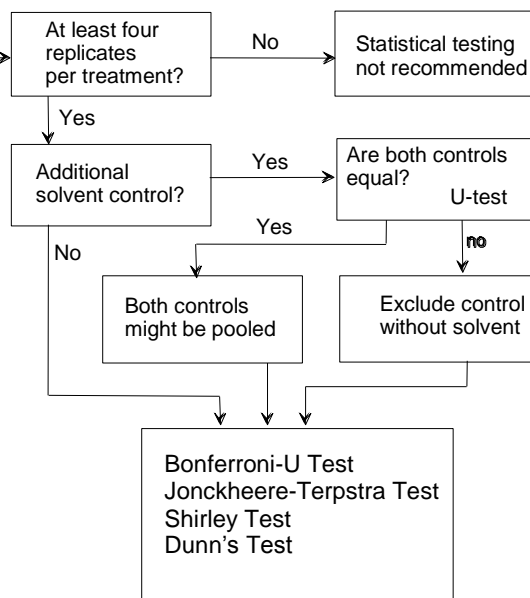 At least four
replicates
per treatment?
No
Statistical testing
not recommended
Yes
Additional
solvent control?
Yes
Are both controls
equal?
U-test
Yes
no
No
Both controls
might be pooled
Exclude control
without solvent
Bonferroni-U Test
Jonckheere-Terpstra Test
Shirley Test
Dunn’s Test